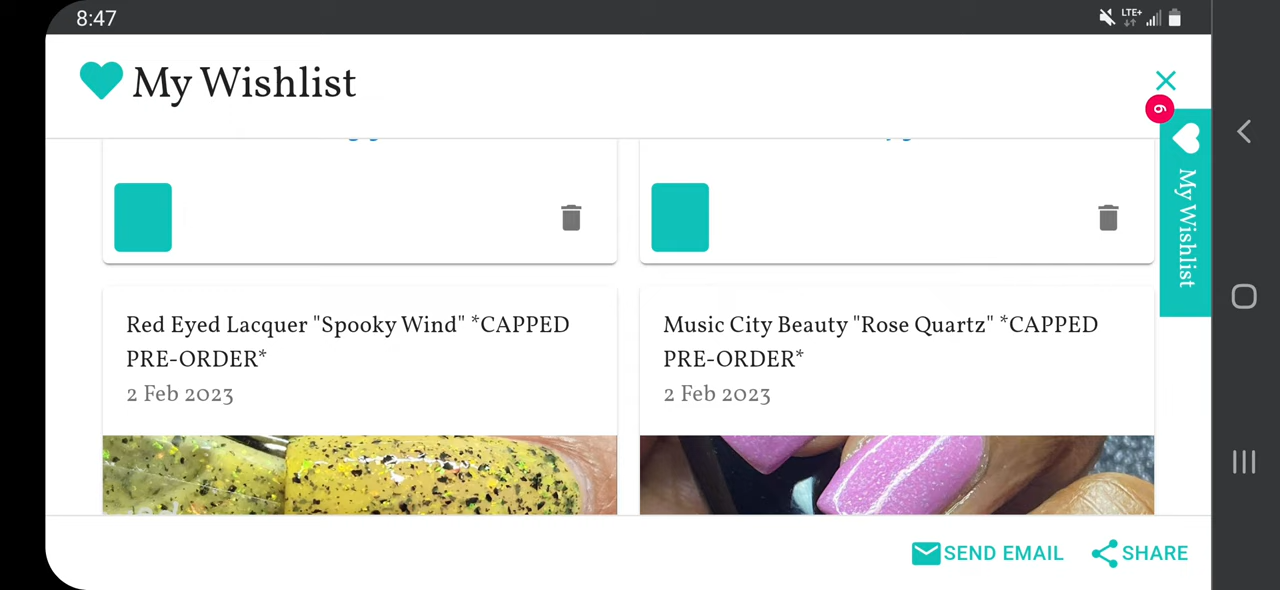 8:47
LTE+
My Wishlist
6
My Wishlist
Red Eyed Lacquer "Spooky Wind" *CAPPED
PRE-ORDER*
2 Feb 2023
Music City Beauty "Rose Quartz" *CAPPED
PRE-ORDER*
2 Feb 2023
SEND EMAIL
SHARE